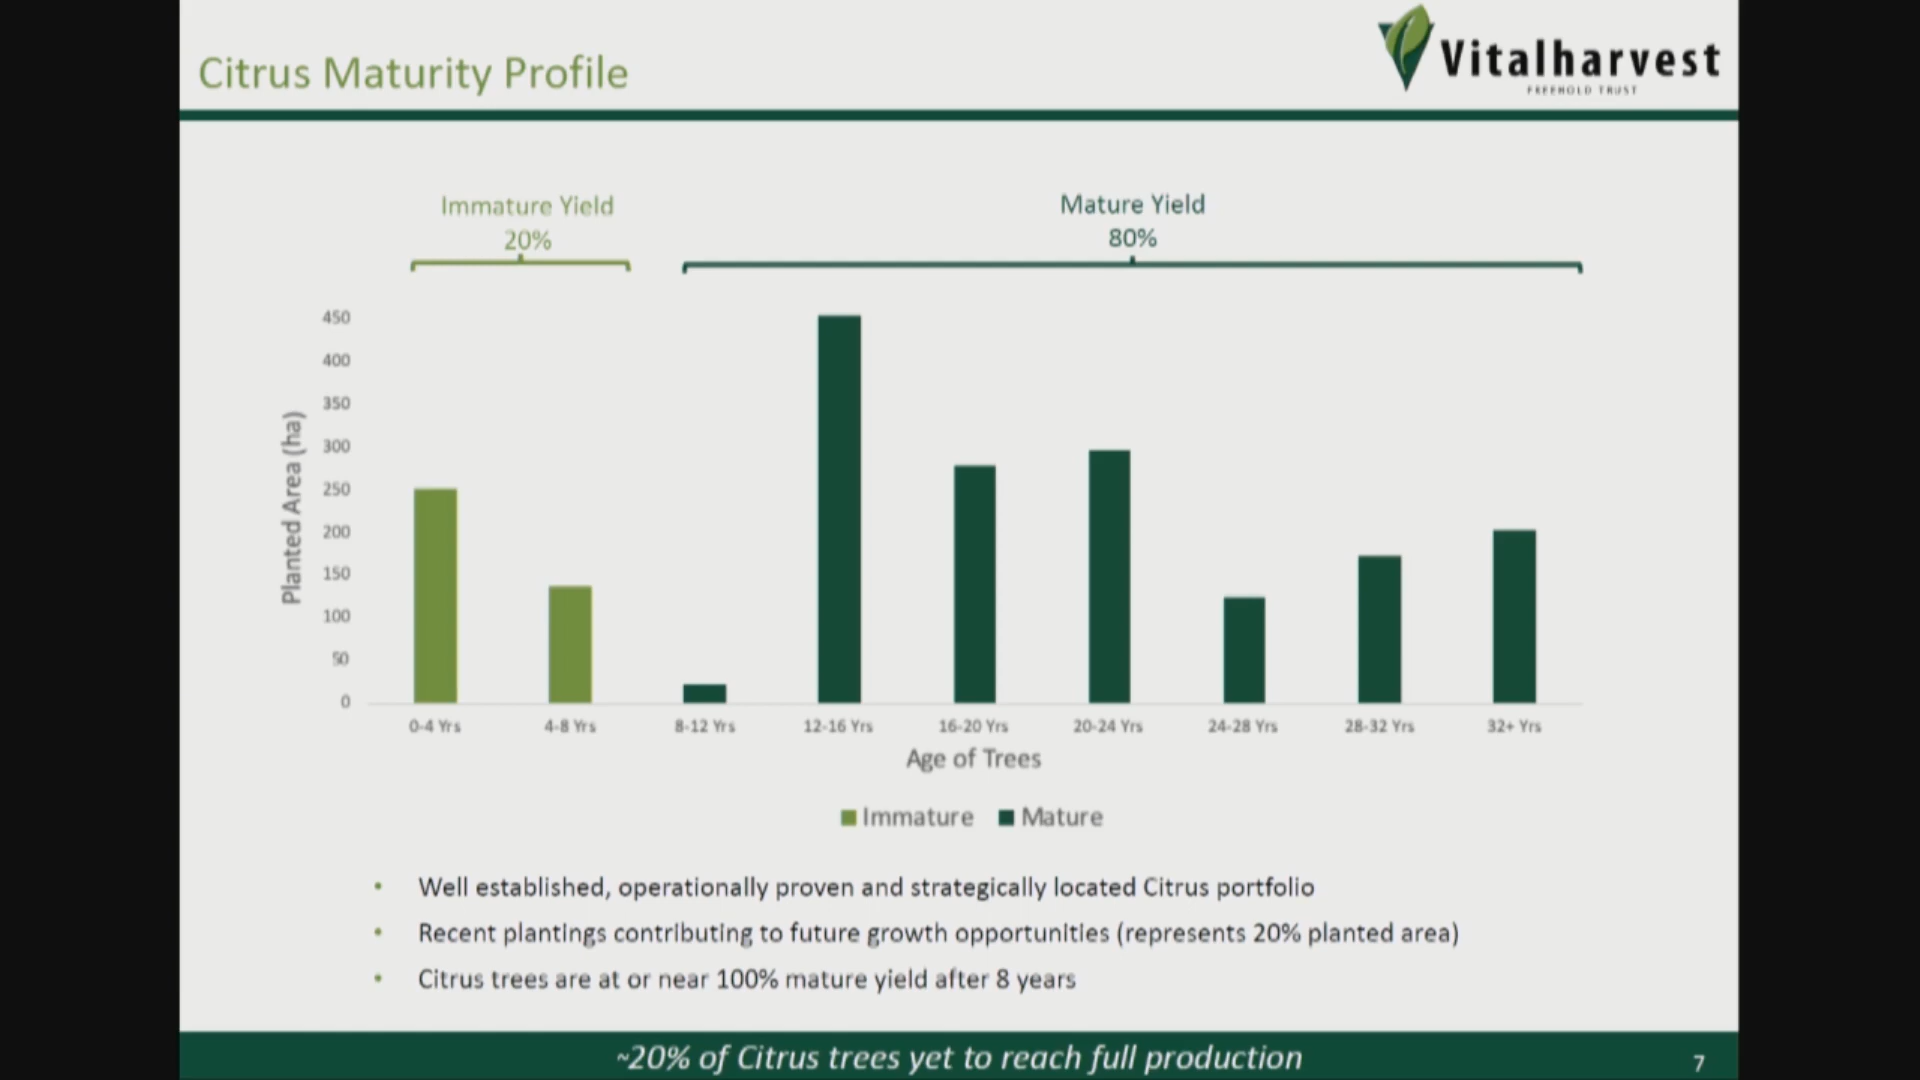 Citrus Maturity Profile
Vitalharvest
FREEHOLD TRUST
Immature Yield
20%
Mature Yield
80%
450
400
350
300
250
200
150
100
50
0
Planted Area (ha)
0-4 Yrs
4-8 Yrs
8-12 Yrs
12-16 Yrs
16-20 Yrs
20-24 Yrs
24-28 Yrs
28-32 Yrs
32+ Yrs
Age of Trees
Immature
Mature
• Well established, operationally proven and strategically located Citrus portfolio
• Recent plantings contributing to future growth opportunities (represents 20% planted area)
• Citrus trees are at or near 100% mature yield after 8 years
~20% of Citrus trees yet to reach full production
7